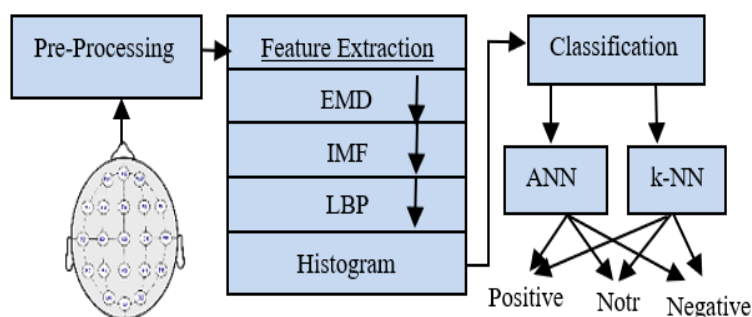 Pre-Processing
Feature Extraction
EMD
IMF
LBP
Histogram
Classification
ANN
k-NN
Positive
Notr
Negative